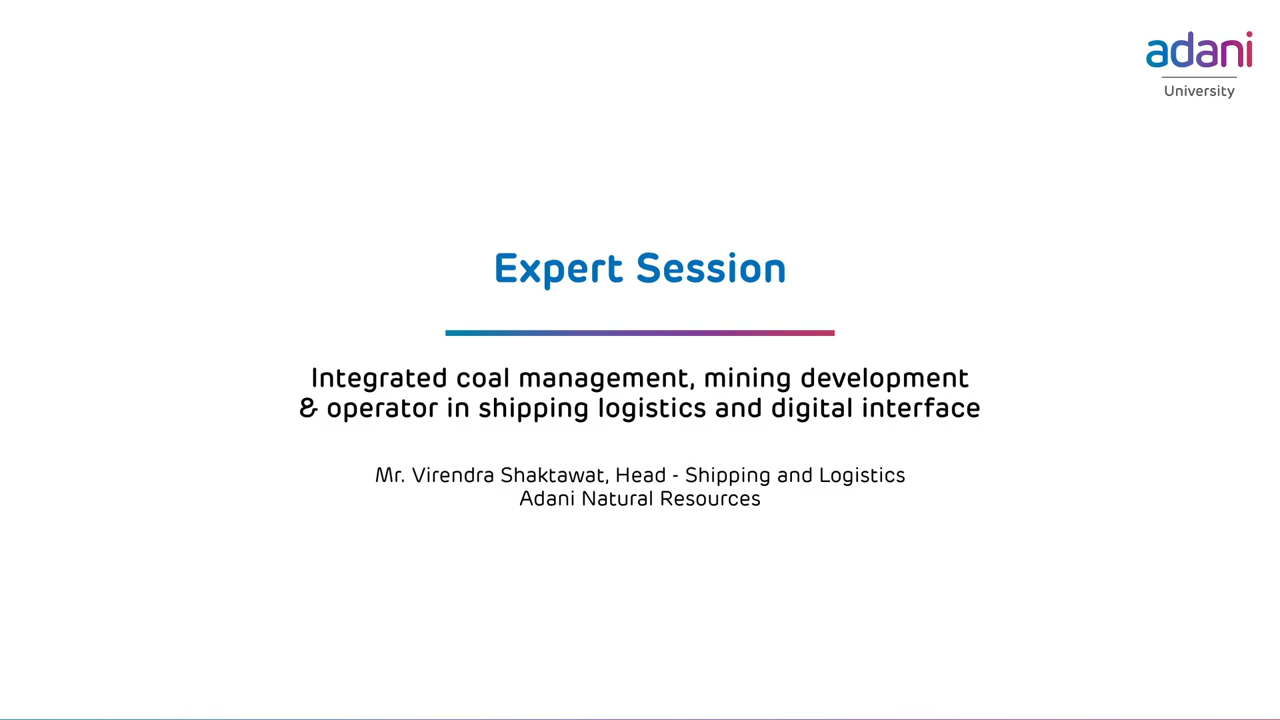 adani
University
Expert Session
Integrated coal management, mining development
& operator in shipping logistics and digital interface
Mr. Virendra Shaktawat, Head - Shipping and Logistics
Adani Natural Resources